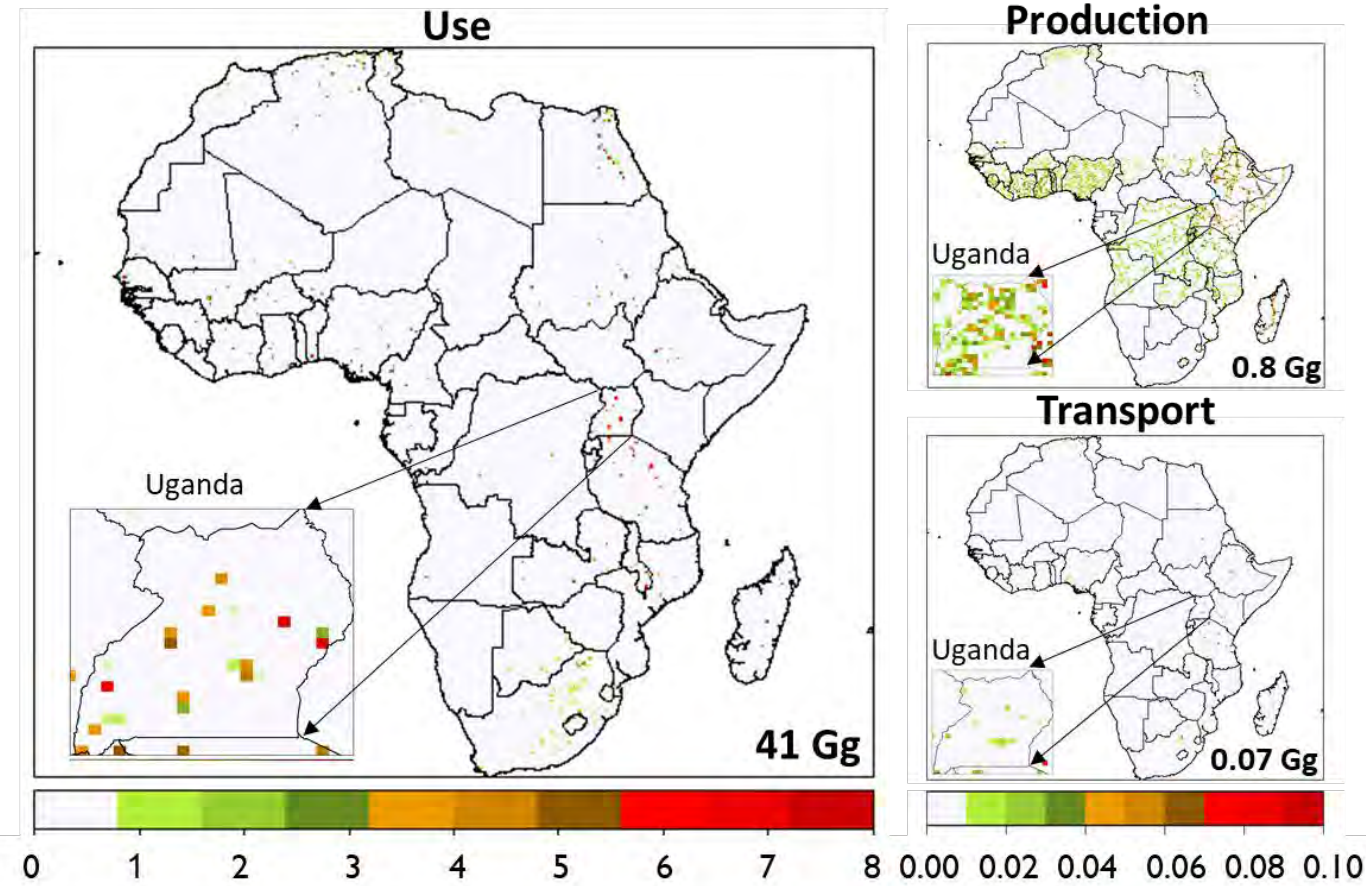 Use
Uganda
41 Gg
0 1 2 3 4 5 6 7 8
Production
Uganda
0.8 Gg
Transport
Uganda
0.07 Gg
0.00 0.02 0.04 0.06 0.08 0.10